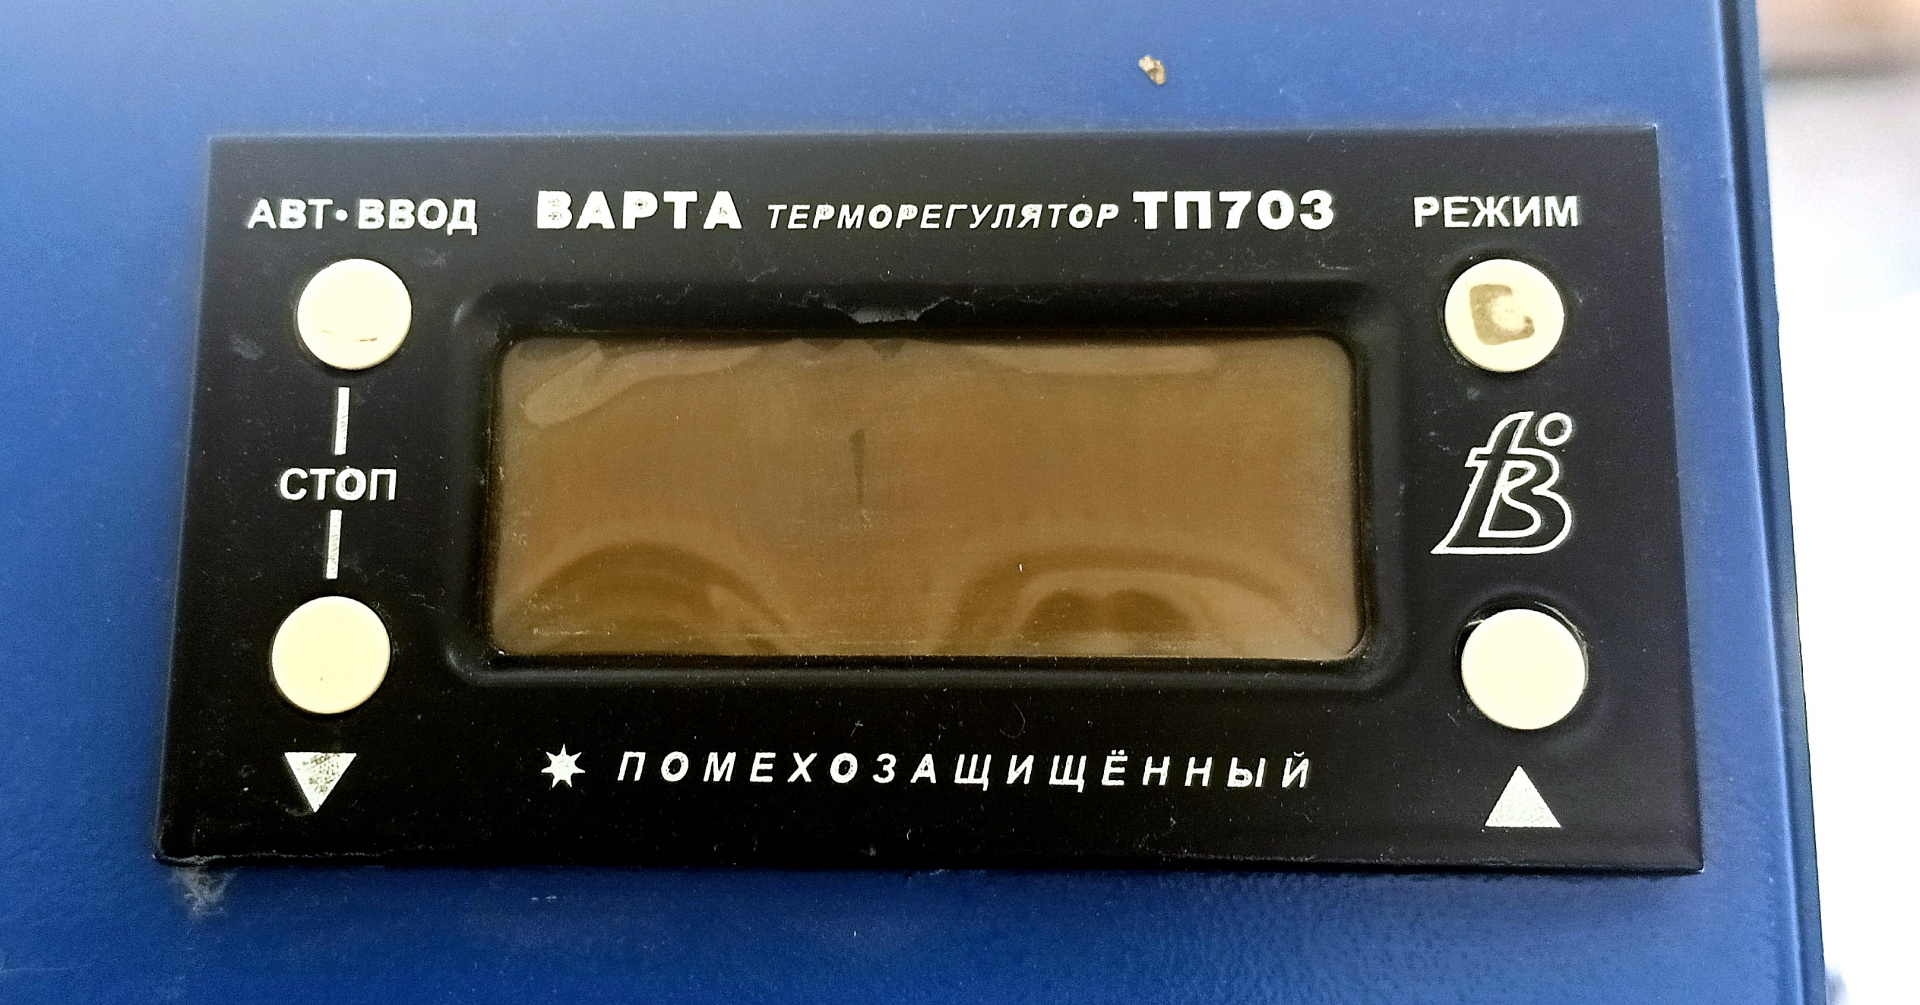 АВТ•ВВОД
ВАРТА ТЕРМОРЕГУЛЯТОР ТП703
РЕЖИМ
СТОП
ПОМЕХОЗАЩИЩЁННЫЙ